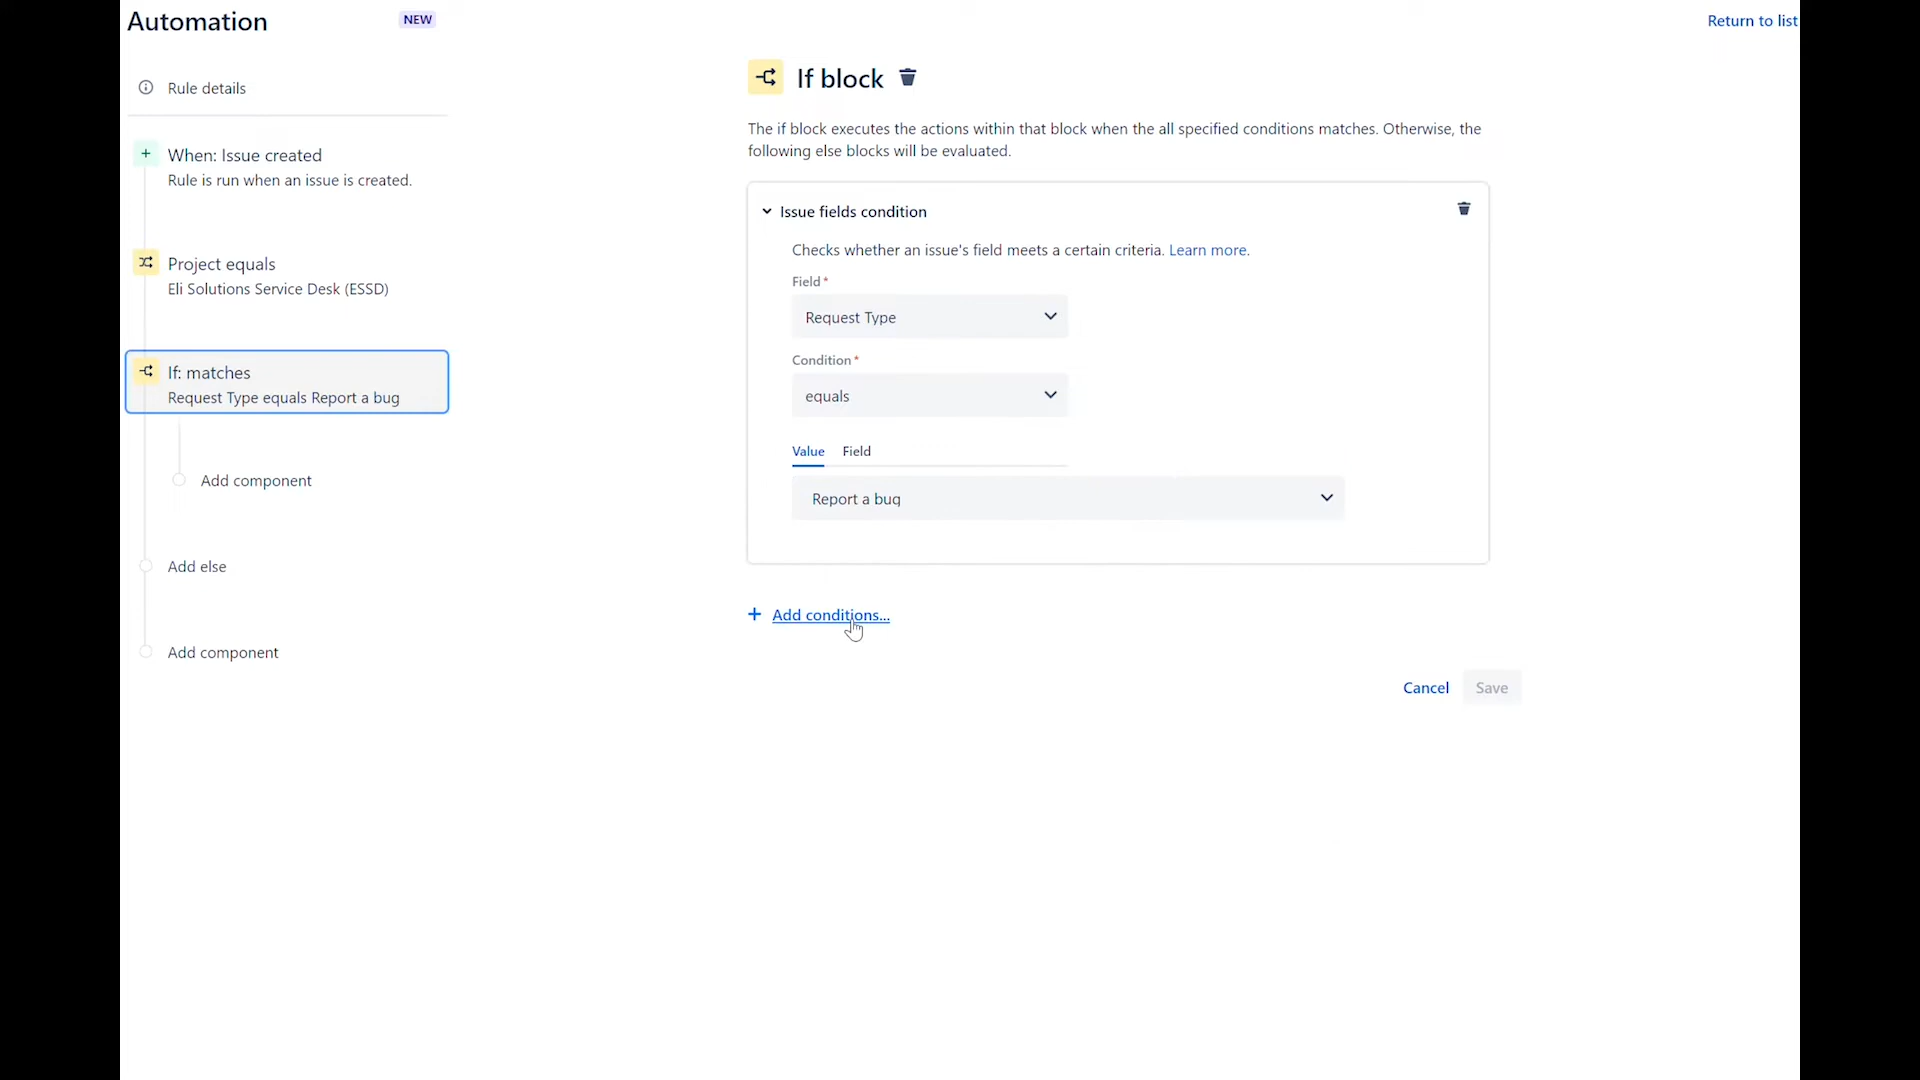 Automation
NEW
Return to list
Rule details
When: Issue created
Rule is run when an issue is created.
Project equals
Eli Solutions Service Desk (ESSD)
If: matches
Request Type equals Report a bug
Add component
Add else
Add component
If block
The if block executes the actions within that block when the all specified conditions matches. Otherwise, the
following else blocks will be evaluated.
Issue fields condition
Checks whether an issue's field meets a certain criteria. Learn more.
Field*
Request Type
Condition*
equals
Value Field
Report a bug
+ Add conditions...
Cancel Save